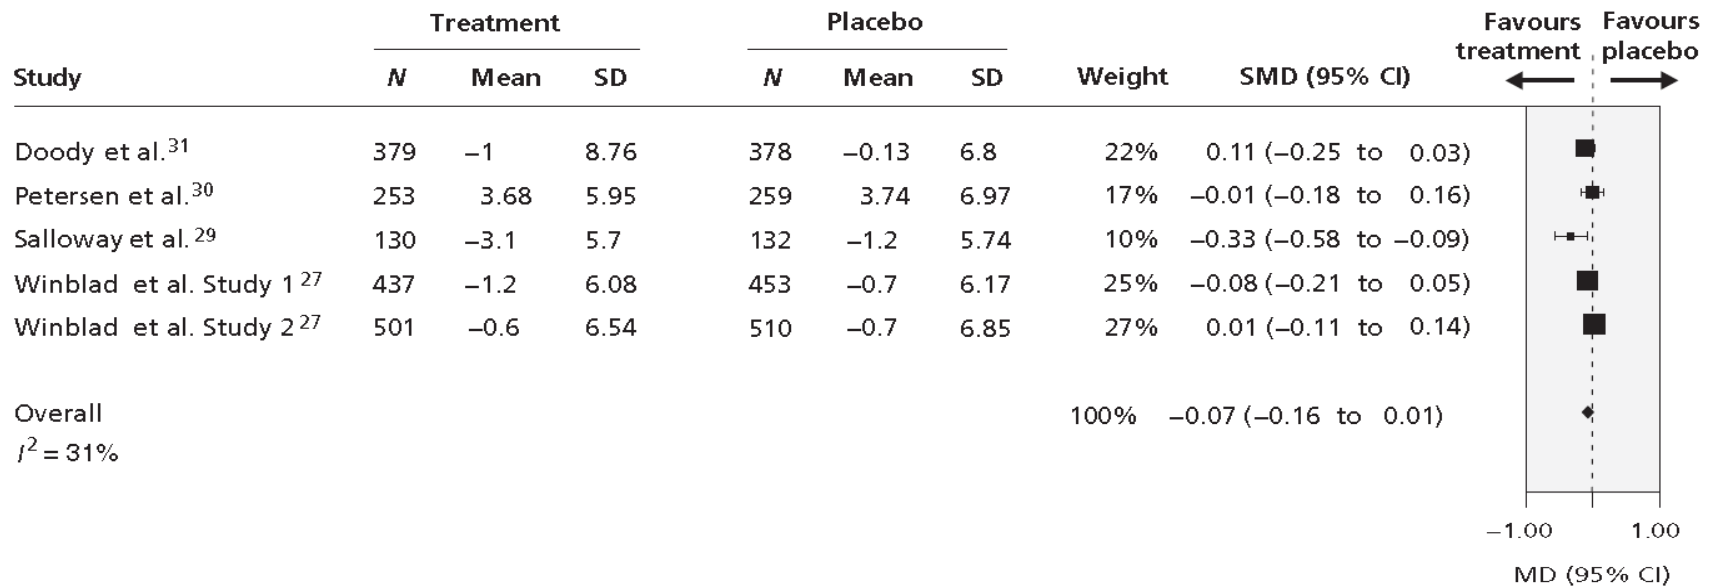 Treatment Placebo Favours treatment Favours placebo
Study N Mean SD N Mean SD Weight SMD (95% CI)
Doody et al.31 379 –1 8.76 378 –0.13 6.8 22% 0.11 (–0.25 to 0.03)
Petersen et al.30 253 3.68 5.95 259 3.74 6.97 17% –0.01 (–0.18 to 0.16)
Salloway et al.29 130 –3.1 5.7 132 –1.2 5.74 10% –0.33 (–0.58 to –0.09)
Winblad et al. Study 127 437 –1.2 6.08 453 –0.7 6.17 25% –0.08 (–0.21 to 0.05)
Winblad et al. Study 227 501 –0.6 6.54 510 –0.7 6.85 27% 0.01 (–0.11 to 0.14)
Overall 100% –0.07 (–0.16 to 0.01)
I2 = 31%
–1.00 1.00
MD (95% CI)